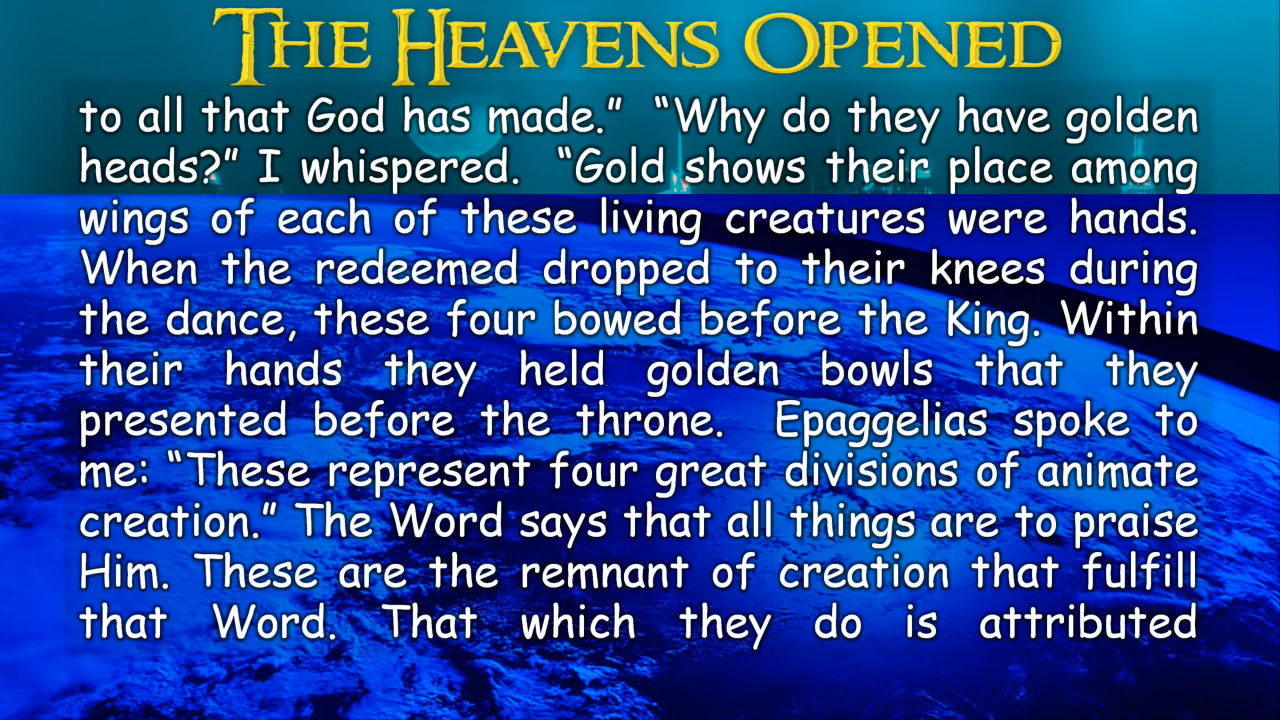 THE HEAVENS OPENED
to all that God has made.” “Why do they have golden
heads?” I whispered. “Gold shows their place among
wings of each of these living creatures were hands.
When the redeemed dropped to their knees during
the dance, these four bowed before the King. Within
their hands they held golden bowls that they
presented before the throne. Epaggelias spoke to
me: “These represent four great divisions of animate
creation.” The Word says that all things are to praise
Him. These are the remnant of creation that fulfill
that Word. That which they do is attributed